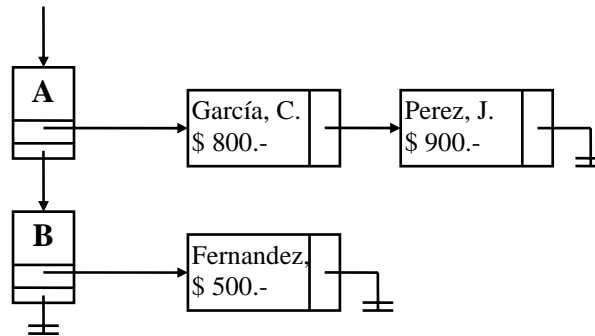 A
García, C.
$ 800.-
Perez, J.
$ 900.-
B
Fernandez,
$ 500.-